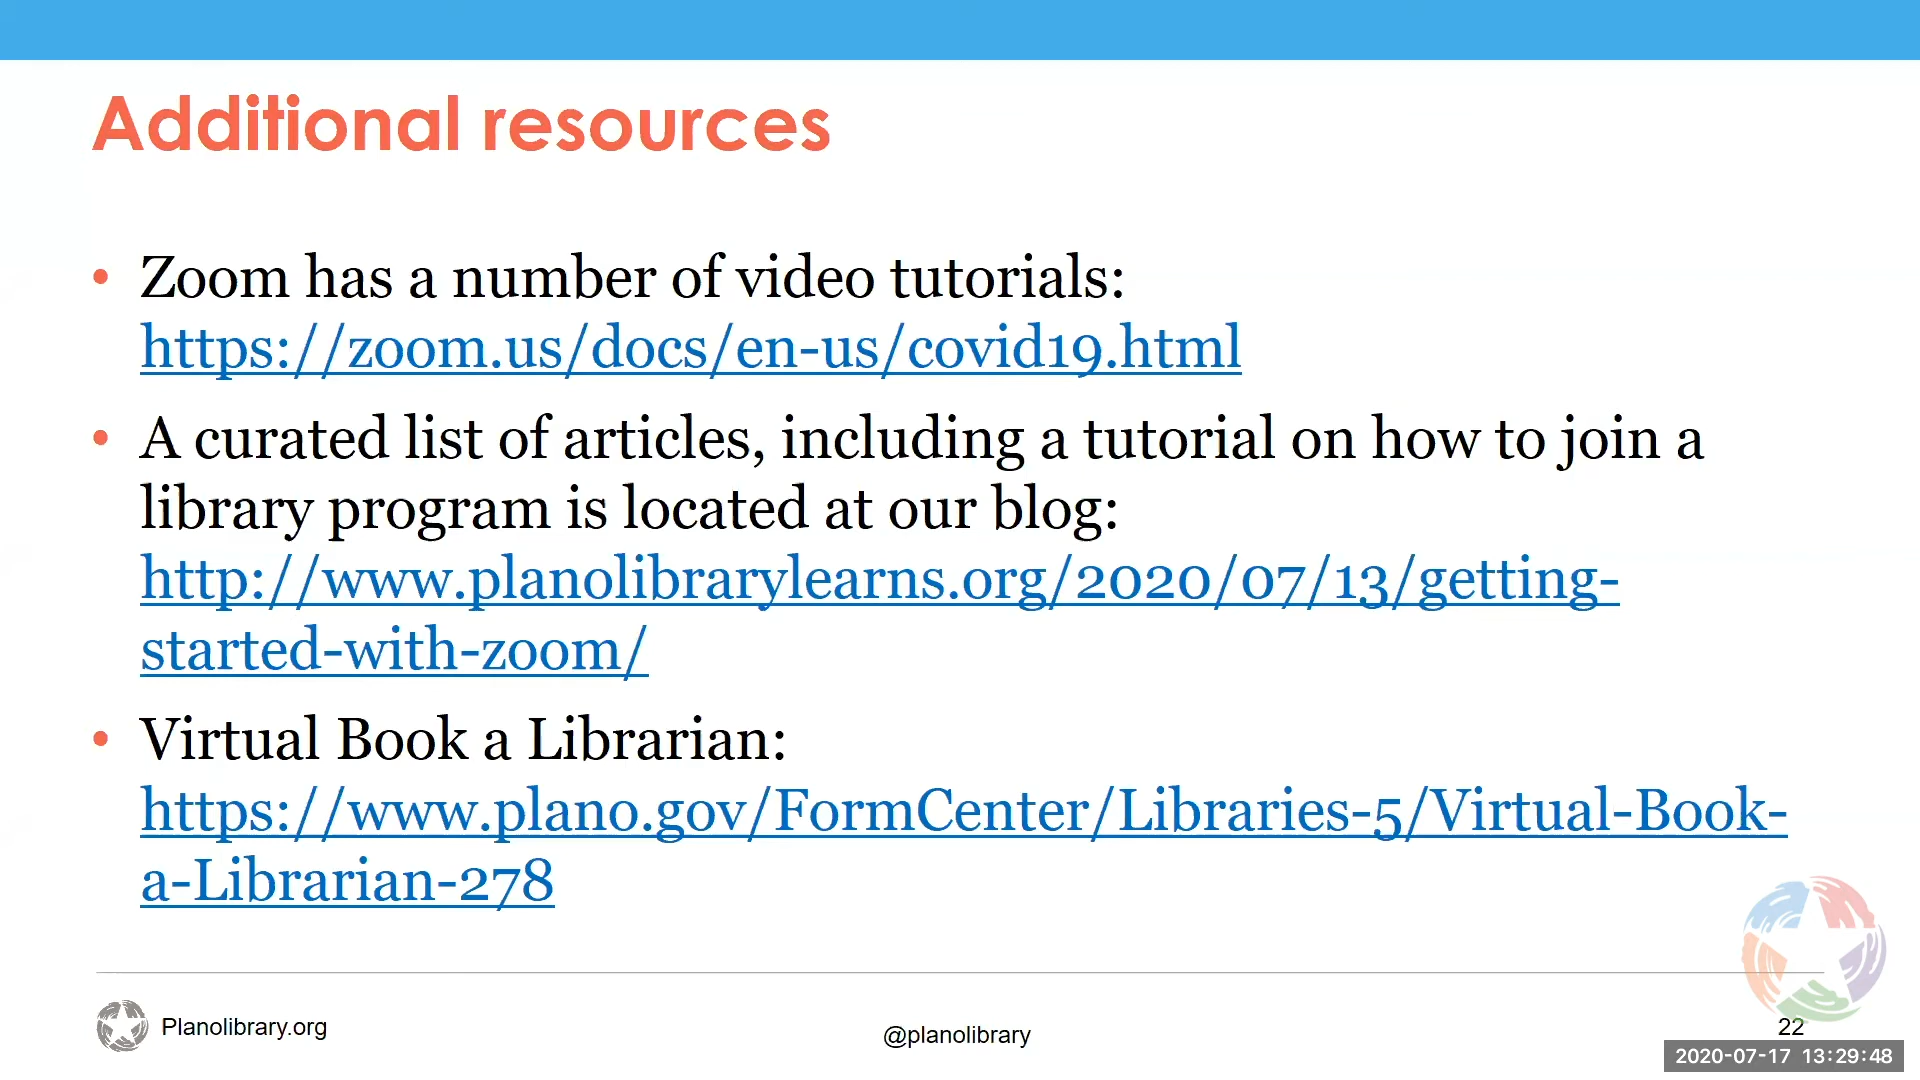 Additional resources
• Zoom has a number of video tutorials:
https://zoom.us/docs/en-us/covid19.html
• A curated list of articles, including a tutorial on how to join a
library program is located at our blog:
http://www.planolibrarylearns.org/2020/07/13/getting-
started-with-zoom/
• Virtual Book a Librarian:
https://www.plano.gov/FormCenter/Libraries-5/Virtual-Book-
a-Librarian-278
Planolibrary.org
@planolibrary
22
2020-07-17 13:29:48